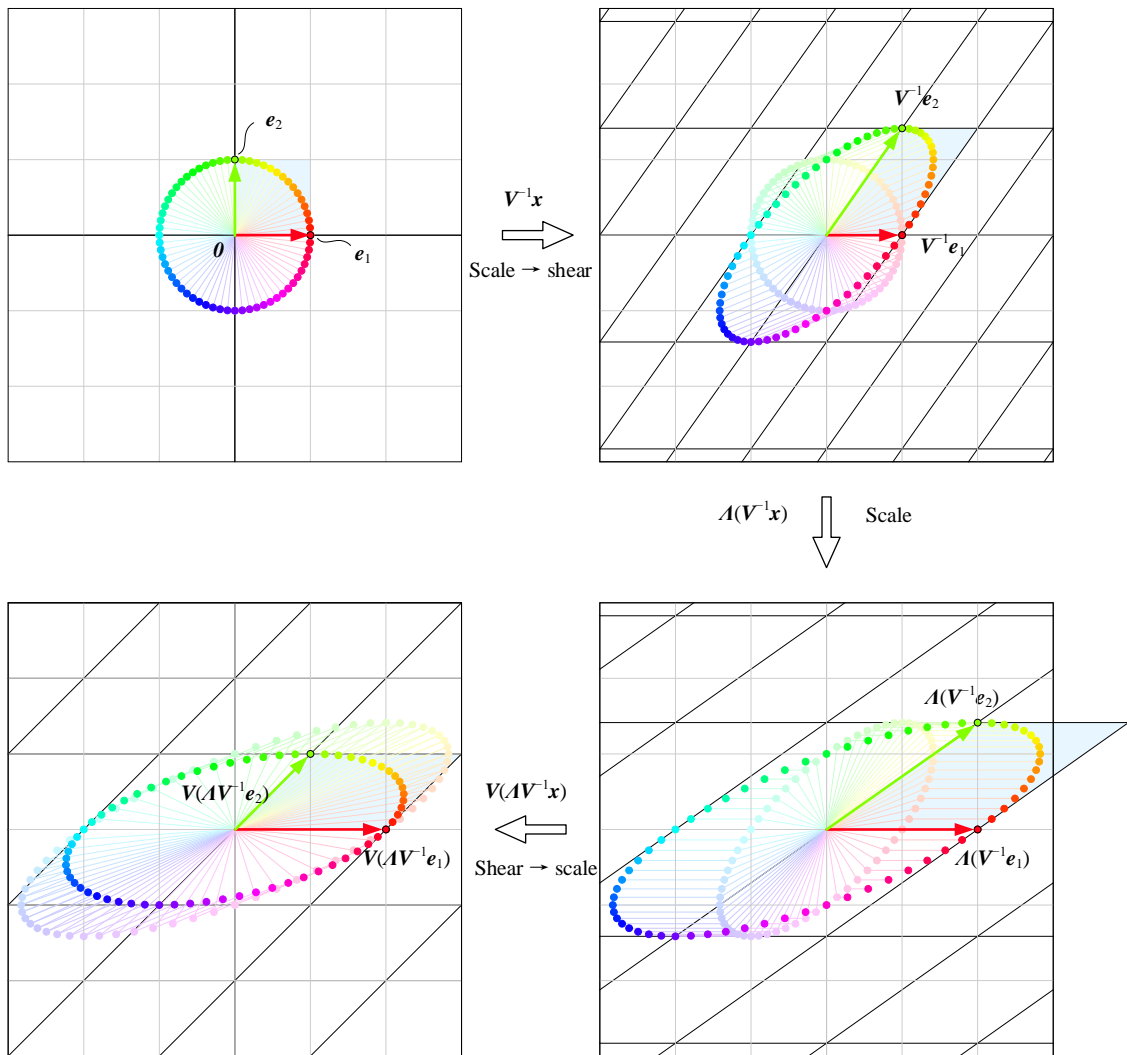 e₂
0
e₁
V⁻¹x
Scale → shear
V⁻¹e₂
V⁻¹e₁
Λ(V⁻¹x)
Scale
V(ΛV⁻¹e₂)
V(ΛV⁻¹e₁)
V(ΛV⁻¹x)
Shear → scale
Λ(V⁻¹e₂)
Λ(V⁻¹e₁)